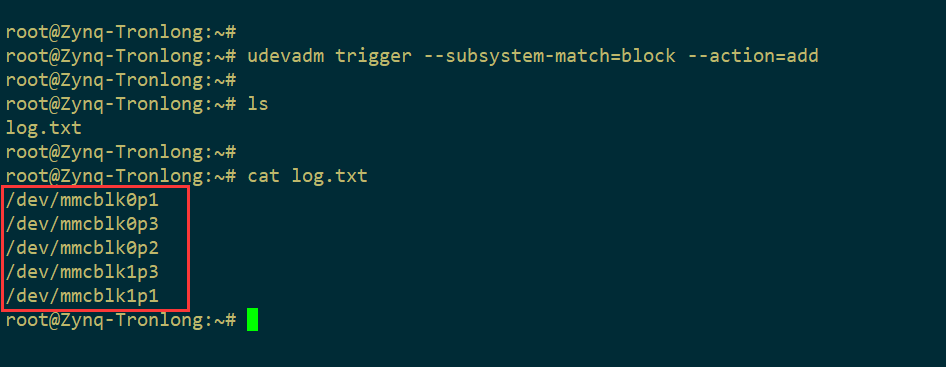 root@Zynq-Tronlong:~#
root@Zynq-Tronlong:~# udevadm trigger --subsystem-match=block --action=add
root@Zynq-Tronlong:~#
root@Zynq-Tronlong:~# ls
log.txt
root@Zynq-Tronlong:~#
root@Zynq-Tronlong:~# cat log.txt
/dev/mmcblk0p1
/dev/mmcblk0p3
/dev/mmcblk0p2
/dev/mmcblk1p3
/dev/mmcblk1p1
root@Zynq-Tronlong:~#